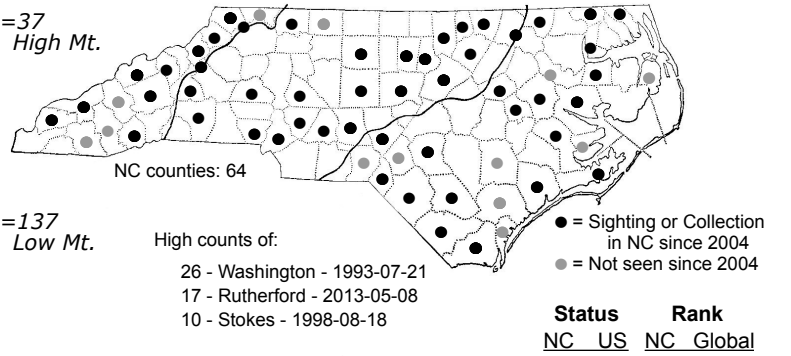 =37
High Mt.
NC counties: 64
=137
Low Mt.
High counts of:
26 - Washington - 1993-07-21
17 - Rutherford - 2013-05-08
10 - Stokes - 1998-08-18
= Sighting or Collection
in NC since 2004
= Not seen since 2004
Status Rank
NC US NC Global